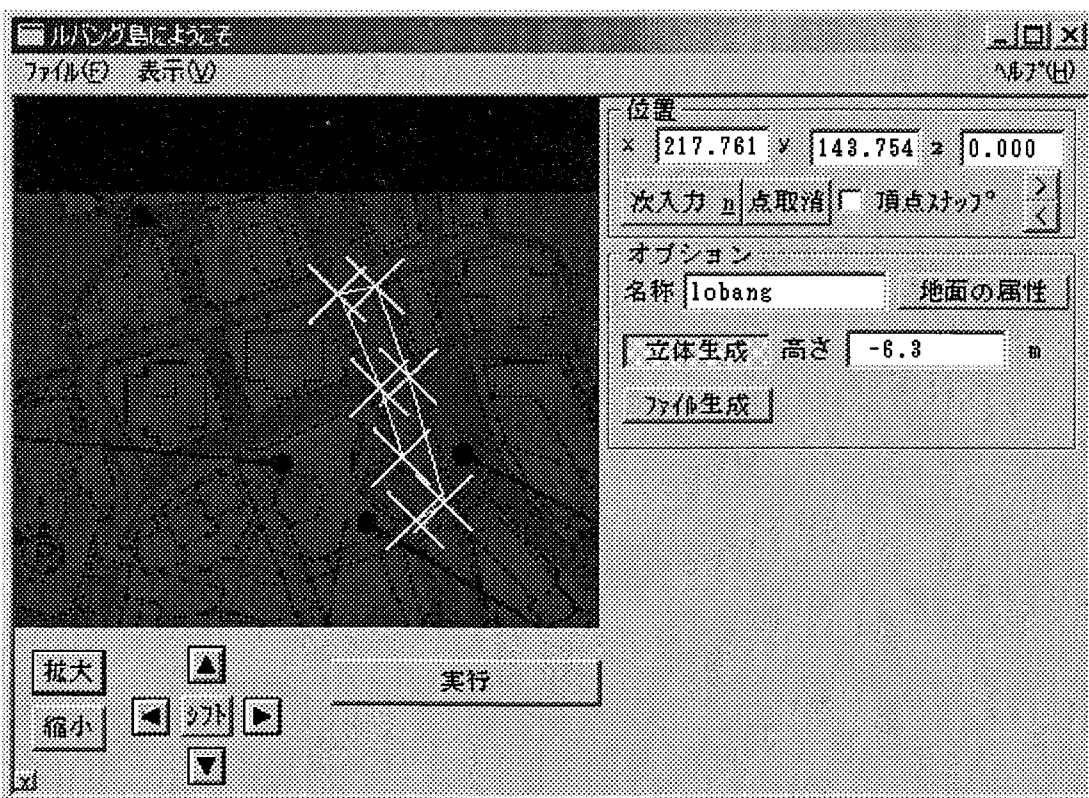 ルバング島にようこそ
ファイル(F) 表示(V) ヘルプ(H)
位置
x 217.761 y 143.754 z 0.000
次入力 n 点取消 頂点スナップ > <
オプション
名称 lobang 地面の属性
立体生成 高さ -6.3 m
ファイル生成
拡大 実行
縮小 シフト
x